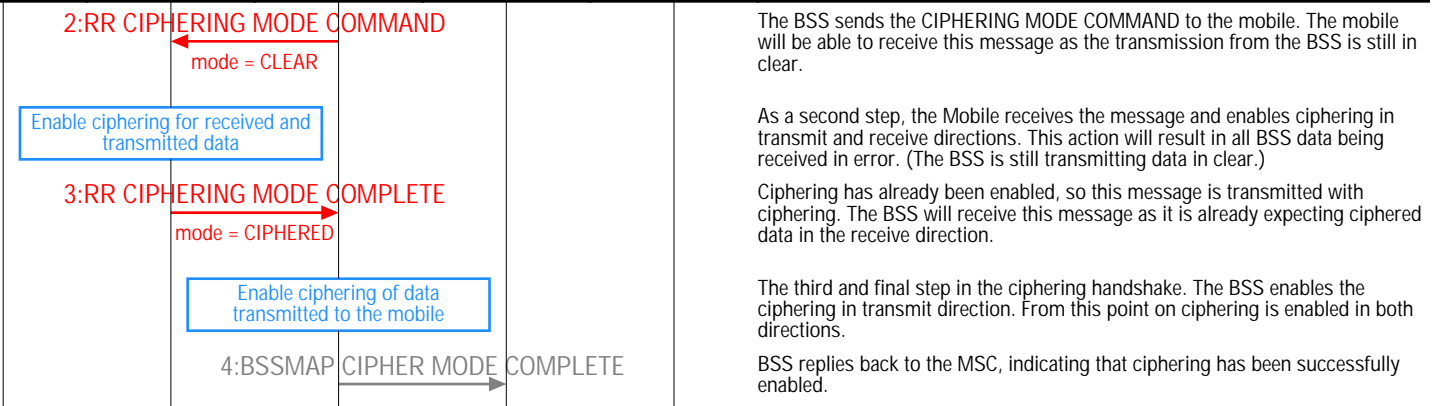 2:RR CIPHERING MODE COMMAND
mode = CLEAR
The BSS sends the CIPHERING MODE COMMAND to the mobile. The mobile
will be able to receive this message as the transmission from the BSS is still in
clear.
Enable ciphering for received and
transmitted data
As a second step, the Mobile receives the message and enables ciphering in
transmit and receive directions. This action will result in all BSS data being
received in error. (The BSS is still transmitting data in clear.)
3:RR CIPHERING MODE COMPLETE
mode = CIPHERED
Ciphering has already been enabled, so this message is transmitted with
ciphering. The BSS will receive this message as it is already expecting ciphered
data in the receive direction.
Enable ciphering of data
transmitted to the mobile
The third and final step in the ciphering handshake. The BSS enables the
ciphering in transmit direction. From this point on ciphering is enabled in both
directions.
4:BSSMAP CIPHER MODE COMPLETE
BSS replies back to the MSC, indicating that ciphering has been successfully
enabled.